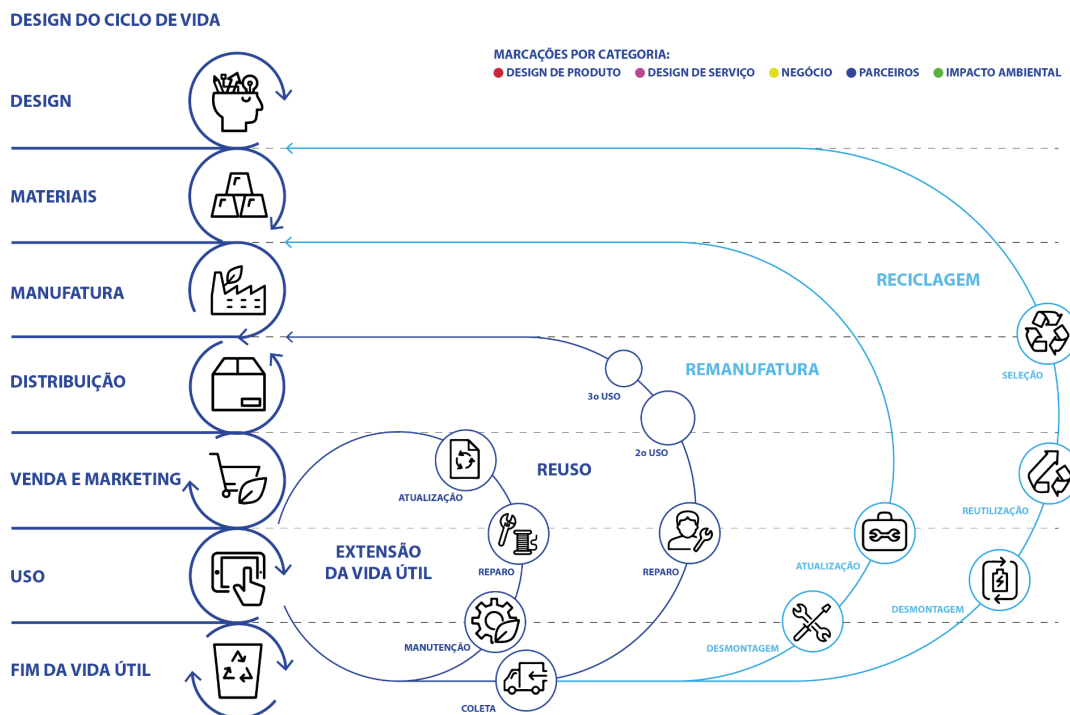 DESIGN DO CICLO DE VIDA
MARCAÇÕES POR CATEGORIA:
DESIGN DE PRODUTO DESIGN DE SERVIÇO NEGÓCIO PARCEIROS IMPACTO AMBIENTAL
DESIGN
MATERIAIS
MANUFATURA
RECICLAGEM
DISTRIBUIÇÃO
REMANUFATURA
SELEÇÃO
3o USO
2o USO
VENDA E MARKETING
REUSO
ATUALIZAÇÃO
REUTILIZAÇÃO
EXTENSÃO
DA VIDA ÚTIL
USO
REPARO
REPARO
ATUALIZAÇÃO
DESMONTAGEM
MANUTENÇÃO
DESMONTAGEM
FIM DA VIDA ÚTIL
COLETA